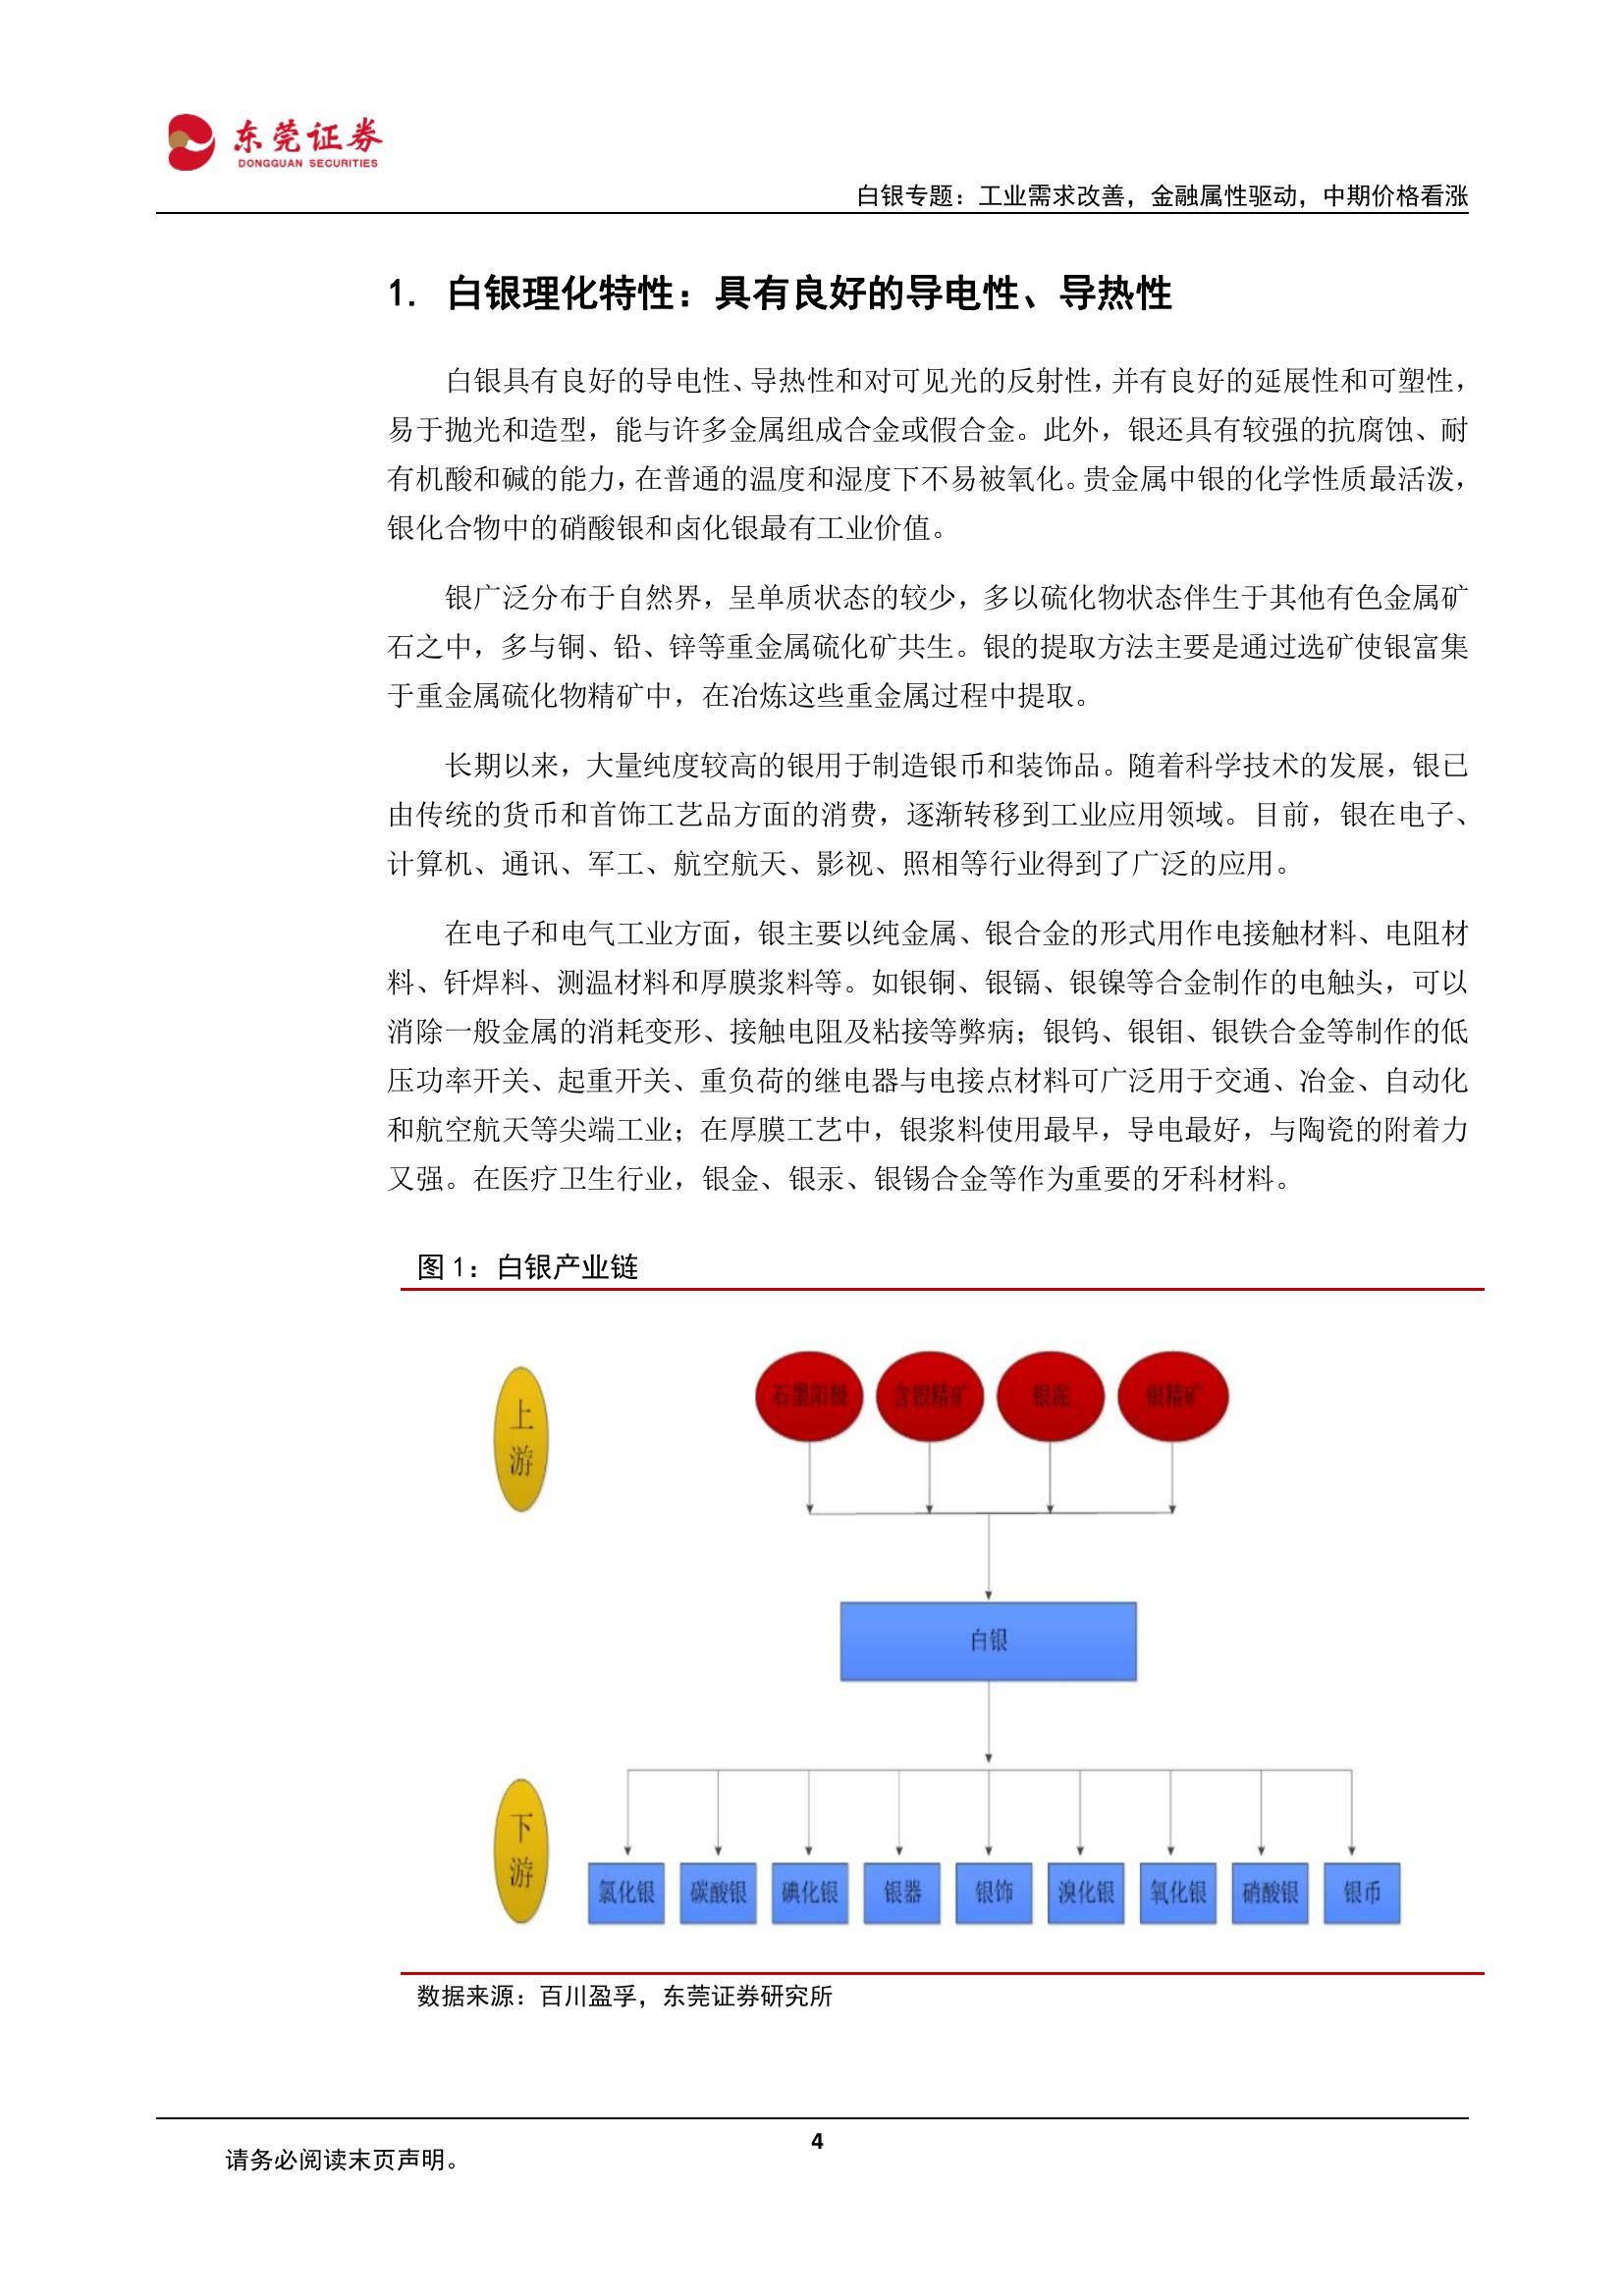 东莞证券
DONGGUAN SECURITIES
白银专题：工业需求改善，金融属性驱动，中期价格看涨
1. 白银理化特性：具有良好的导电性、导热性
白银具有良好的导电性、导热性和对可见光的反射性，并有良好的延展性和可塑性，
易于抛光和造型，能与许多金属组成合金或假合金。此外，银还具有较强的抗腐蚀、耐
有机酸和碱的能力，在普通的温度和湿度下不易被氧化。贵金属中银的化学性质最活泼，
银化合物中的硝酸银和卤化银最有工业价值。
银广泛分布于自然界，呈单质状态的较少，多以硫化物状态伴生于其他有色金属矿
石之中，多与铜、铅、锌等重金属硫化矿共生。银的提取方法主要是通过选矿使银富集
于重金属硫化物精矿中，在冶炼这些重金属过程中提取。
长期以来，大量纯度较高的银用于制造银币和装饰品。随着科学技术的发展，银已
由传统的货币和首饰工艺品方面的消费，逐渐转移到工业应用领域。目前，银在电子、
计算机、通讯、军工、航空航天、影视、照相等行业得到了广泛的应用。
在电子和电气工业方面，银主要以纯金属、银合金的形式用作电接触材料、电阻材
料、钎焊料、测温材料和厚膜浆料等。如银铜、银镉、银镍等合金制作的电触头，可以
消除一般金属的消耗变形、接触电阻及粘接等弊病；银钨、银钼、银铁合金等制作的低
压功率开关、起重开关、重负荷的继电器与电接点材料可广泛用于交通、冶金、自动化
和航空航天等尖端工业；在厚膜工艺中，银浆料使用最早，导电最好，与陶瓷的附着力
又强。在医疗卫生行业，银金、银汞、银锡合金等作为重要的牙科材料。
图 1：白银产业链
上游
石墨阳极
含银精矿
银泥
银精矿
白银
下游
氯化银
碳酸银
碘化银
银器
银饰
溴化银
氧化银
硝酸银
银币
数据来源：百川盈孚，东莞证券研究所
4
请务必阅读末页声明。